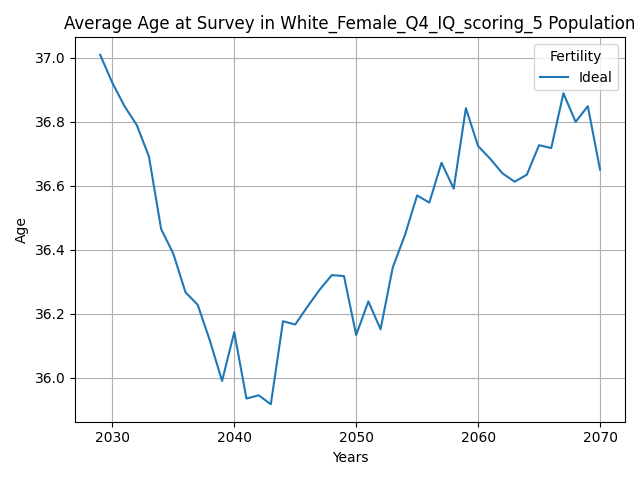 Average Age at Survey in White_Female_Q4_IQ_scoring_5 Population
Fertility
Ideal
37.0
36.8
36.6
36.4
36.2
36.0
Age
2030 2040 2050 2060 2070
Years